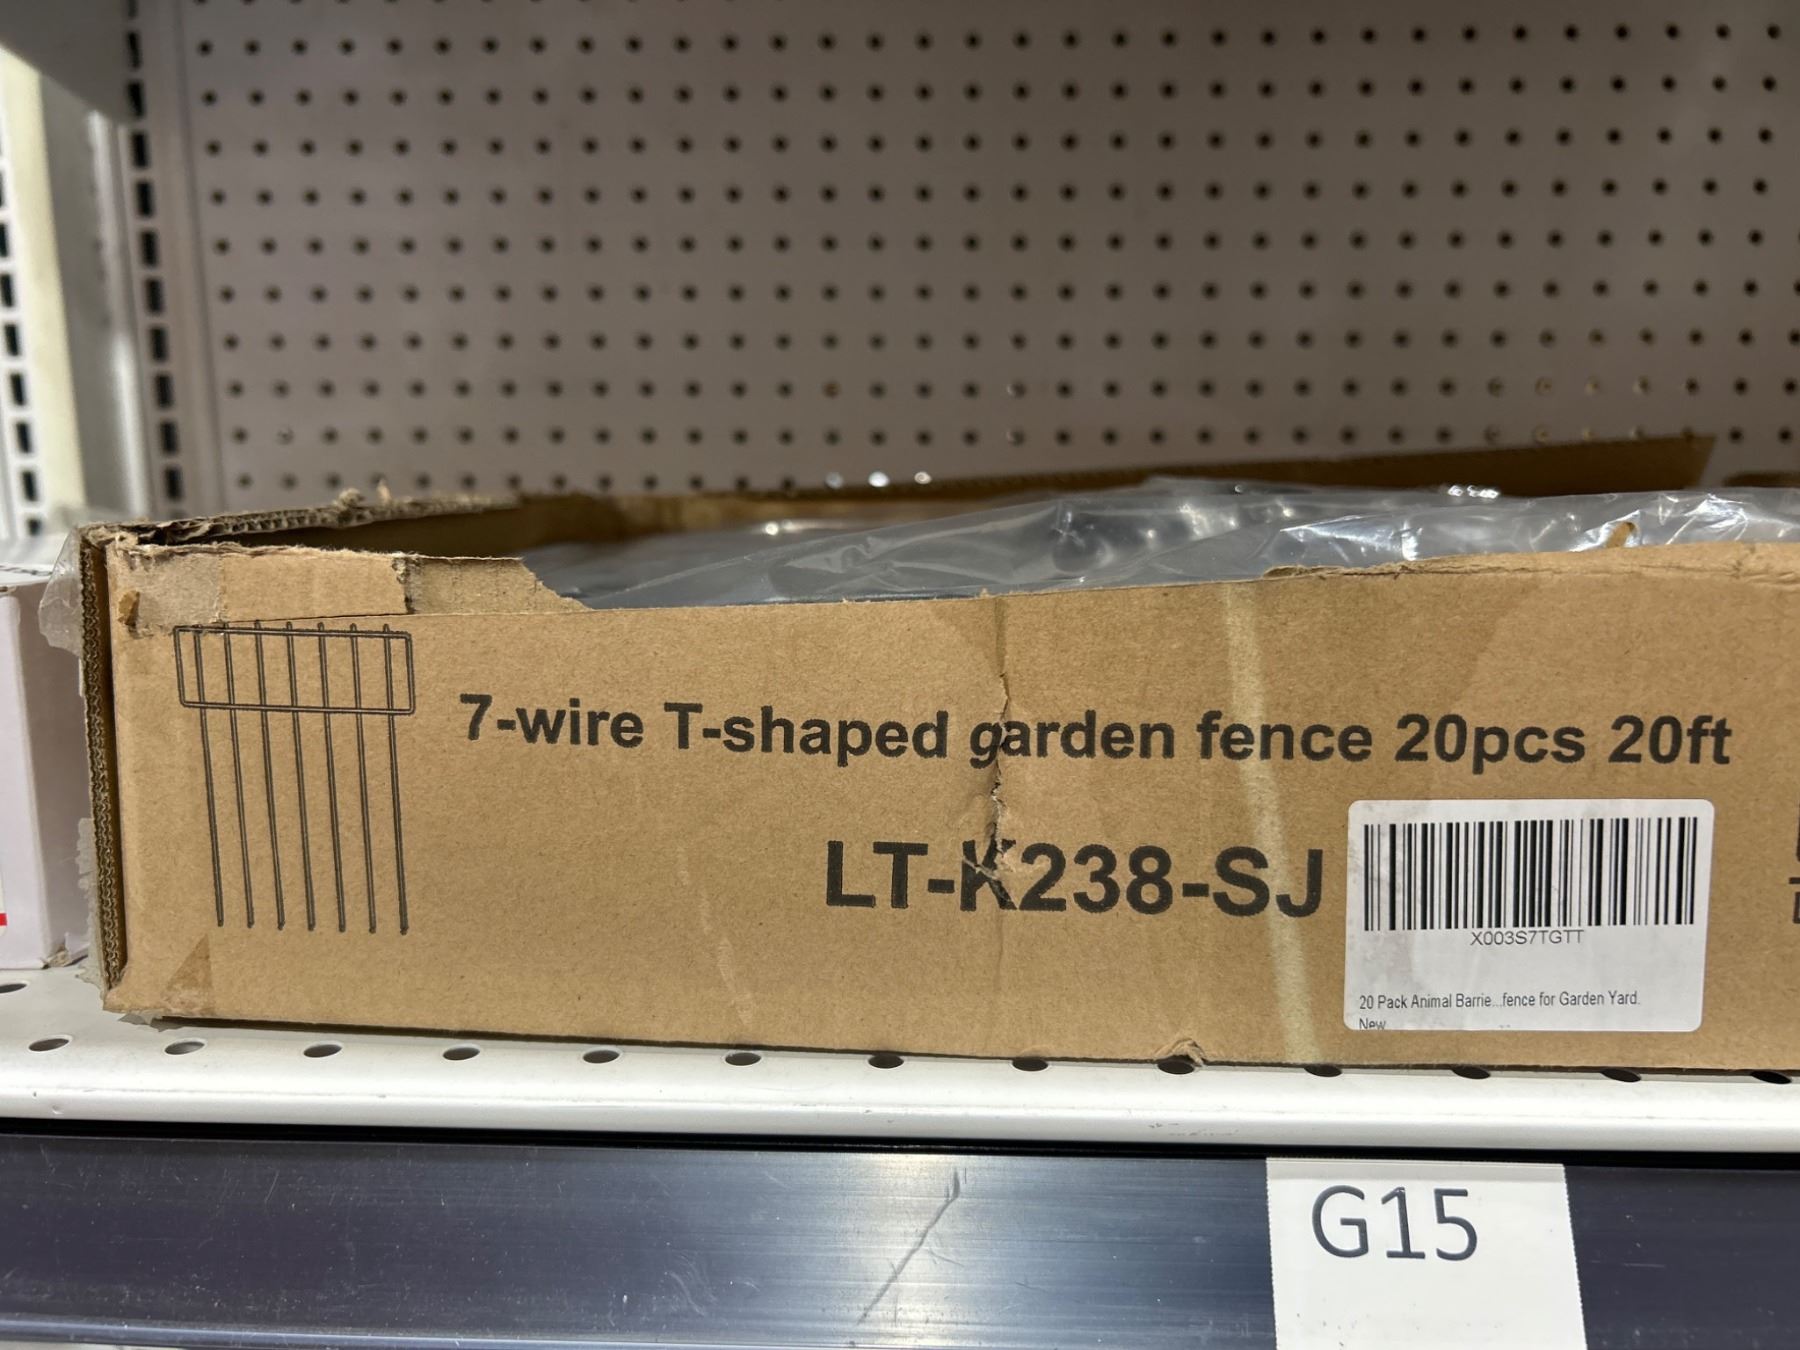 7-wire T-shaped garden fence 20pcs 20ft
LT-K238-SJ
X003S7TGTT
20 Pack Animal Barrie...fence for Garden Yard.
New
G15